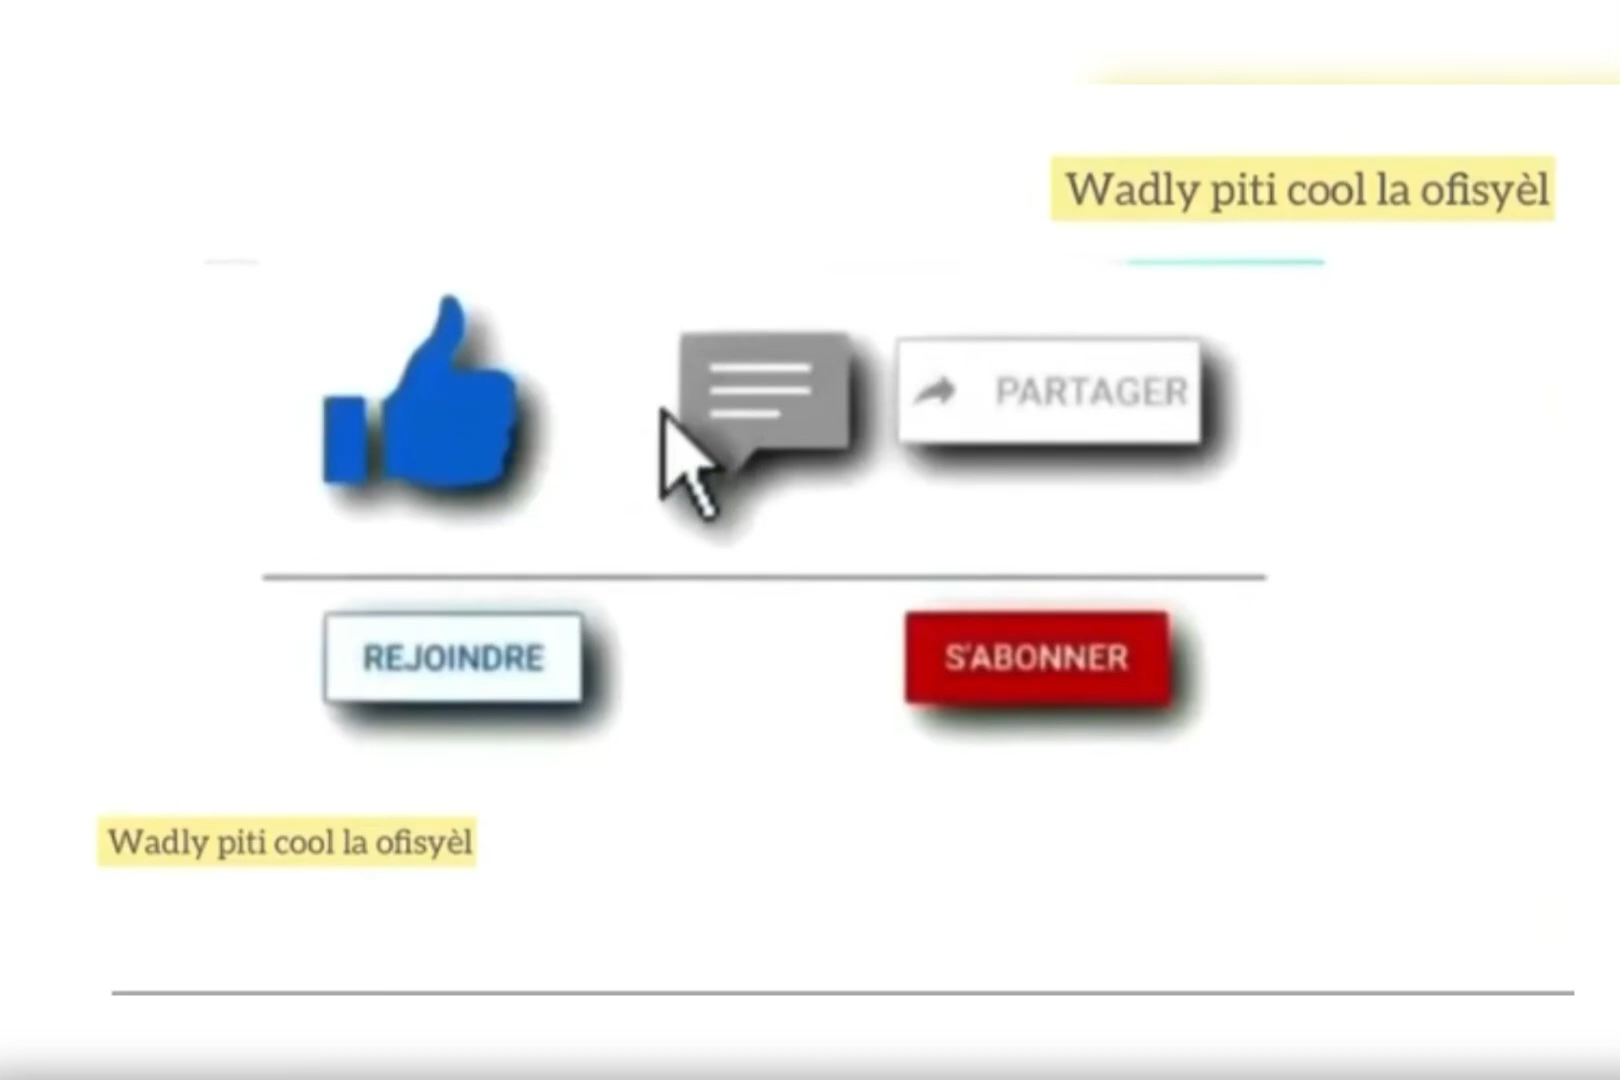 Wadly piti cool la ofisyèl
PARTAGER
REJOINDRE
S'ABONNER
Wadly piti cool la ofisyèl